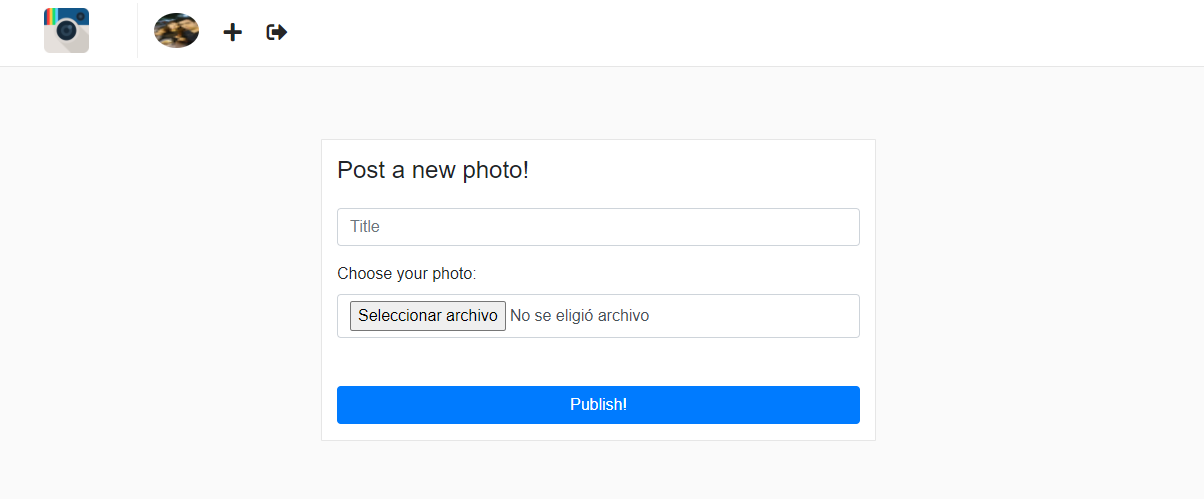 Post a new photo!
Title
Choose your photo:
Seleccionar archivo No se eligió archivo
Publish!